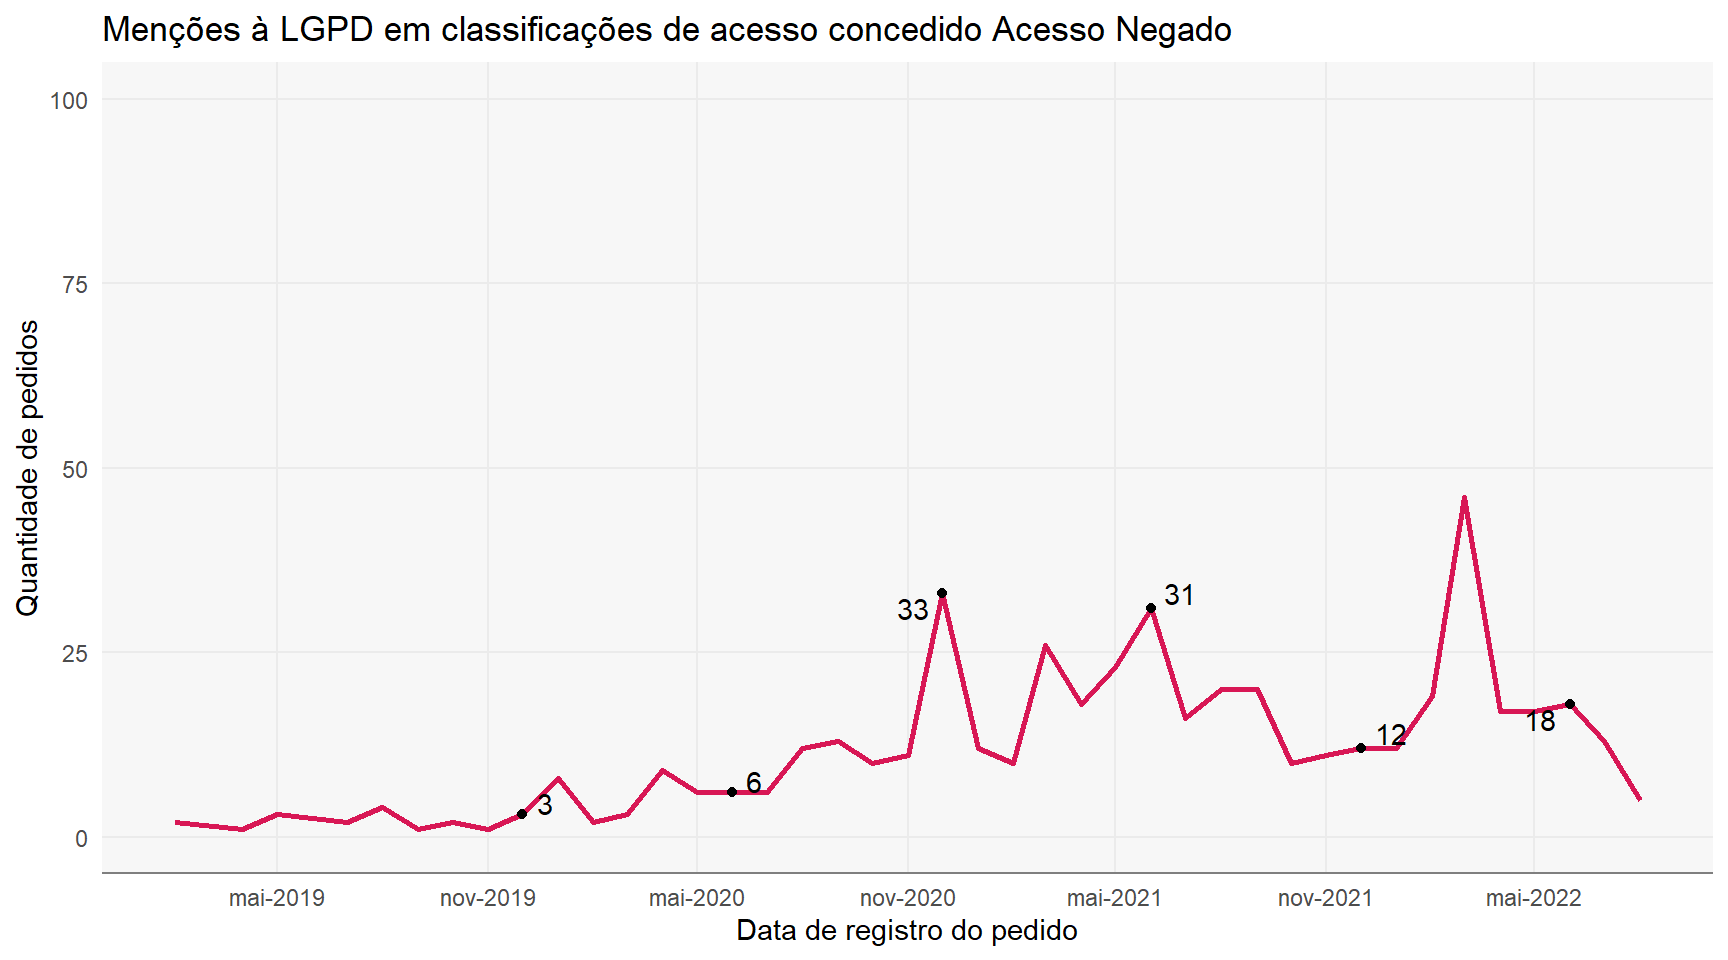 Menções à LGPD em classificações de acesso concedido Acesso Negado
Quantidade de pedidos
100
75
50
25
0
3
6
33
31
12
18
mai-2019
nov-2019
mai-2020
nov-2020
mai-2021
nov-2021
mai-2022
Data de registro do pedido